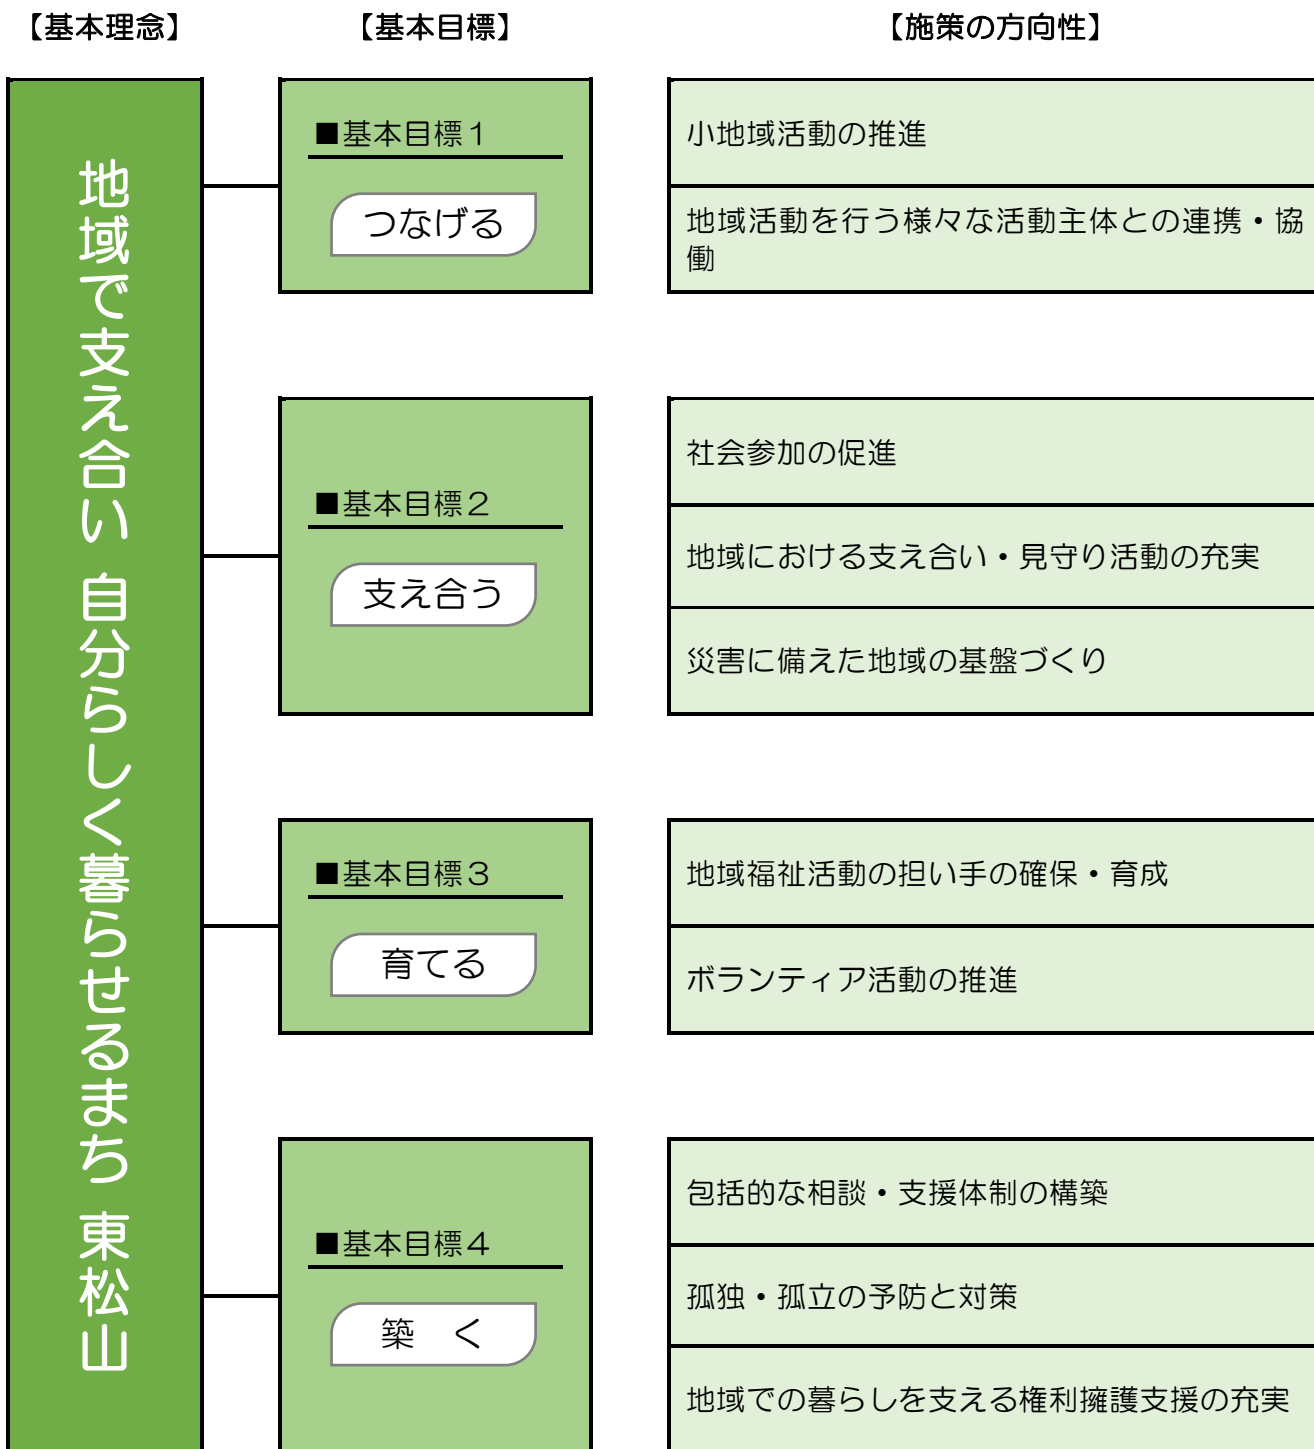 【基本理念】
【基本目標】
【施策の方向性】
地域で支え合い 自分らしく暮らせるまち 東松山
■基本目標１
つなげる
小地域活動の推進
地域活動を行う様々な活動主体との連携・協
働
■基本目標２
支え合う
社会参加の促進
地域における支え合い・見守り活動の充実
災害に備えた地域の基盤づくり
■基本目標３
育てる
地域福祉活動の担い手の確保・育成
ボランティア活動の推進
■基本目標４
築　く
包括的な相談・支援体制の構築
孤独・孤立の予防と対策
地域での暮らしを支える権利擁護支援の充実